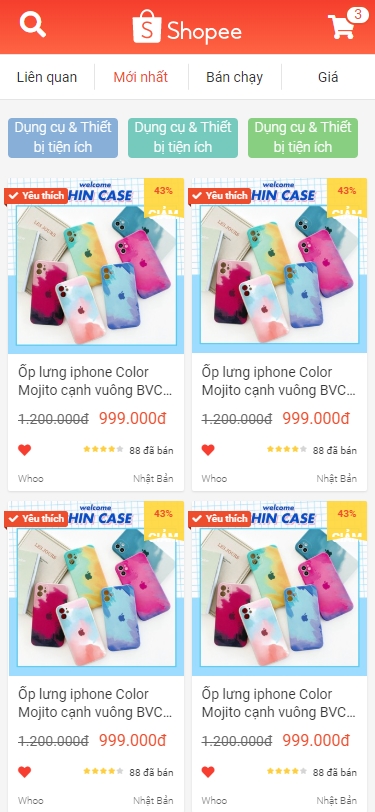 3
Shopee
Liên quan
Mới nhất
Bán chạy
Giá
Dụng cụ & Thiết
bị tiện ích
Dụng cụ & Thiết
bị tiện ích
Dụng cụ & Thiết
bị tiện ích
welcome
Yêu thích
HIN CASE
43%
GIẢM
welcome
Yêu thích
HIN CASE
43%
GIẢM
Ốp lưng iphone Color
Mojito cạnh vuông BVC...
1.200.000đ 999.000đ
88 đã bán
Whoo
Nhật Bản
Ốp lưng iphone Color
Mojito cạnh vuông BVC...
1.200.000đ 999.000đ
88 đã bán
Whoo
Nhật Bản
welcome
Yêu thích
HIN CASE
43%
GIẢM
welcome
Yêu thích
HIN CASE
43%
GIẢM
Ốp lưng iphone Color
Mojito cạnh vuông BVC...
1.200.000đ 999.000đ
88 đã bán
Whoo
Nhật Bản
Ốp lưng iphone Color
Mojito cạnh vuông BVC...
1.200.000đ 999.000đ
88 đã bán
Whoo
Nhật Bản